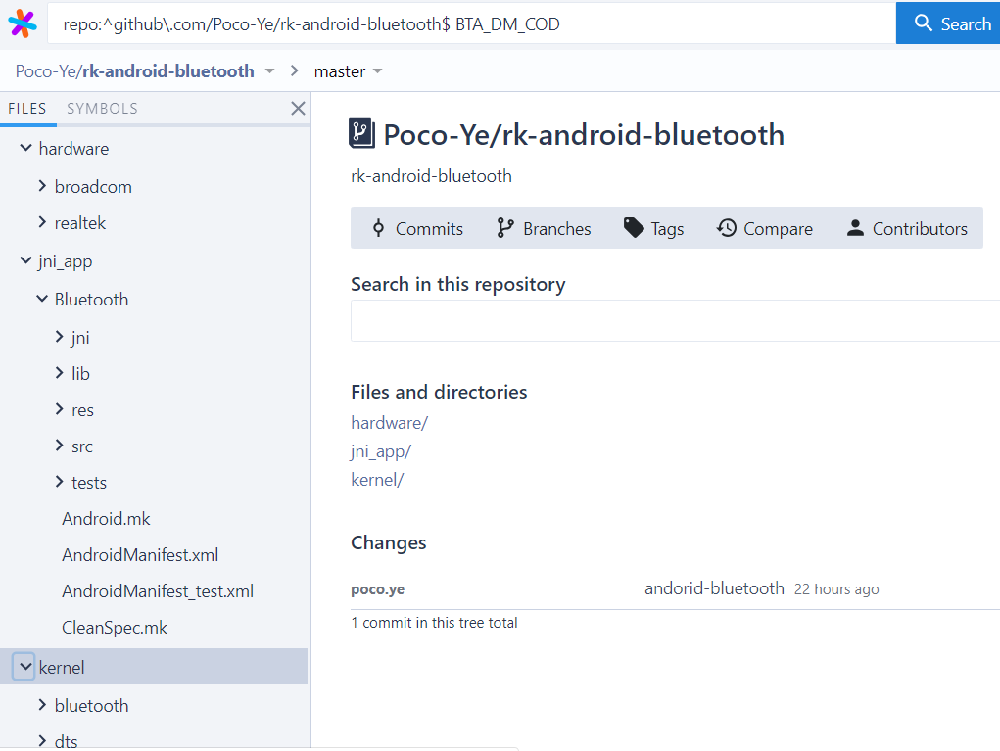 repo:^github\.com/Poco-Ye/rk-android-bluetooth$ BTA_DM_COD
Search
Poco-Ye/rk-android-bluetooth
master
FILES
SYMBOLS
hardware
broadcom
realtek
jni_app
Bluetooth
jni
lib
res
src
tests
Android.mk
AndroidManifest.xml
AndroidManifest_test.xml
CleanSpec.mk
kernel
bluetooth
dts
Poco-Ye/rk-android-bluetooth
rk-android-bluetooth
Commits
Branches
Tags
Compare
Contributors
Search in this repository
Files and directories
hardware/
jni_app/
kernel/
Changes
poco.ye
andorid-bluetooth 22 hours ago
1 commit in this tree total